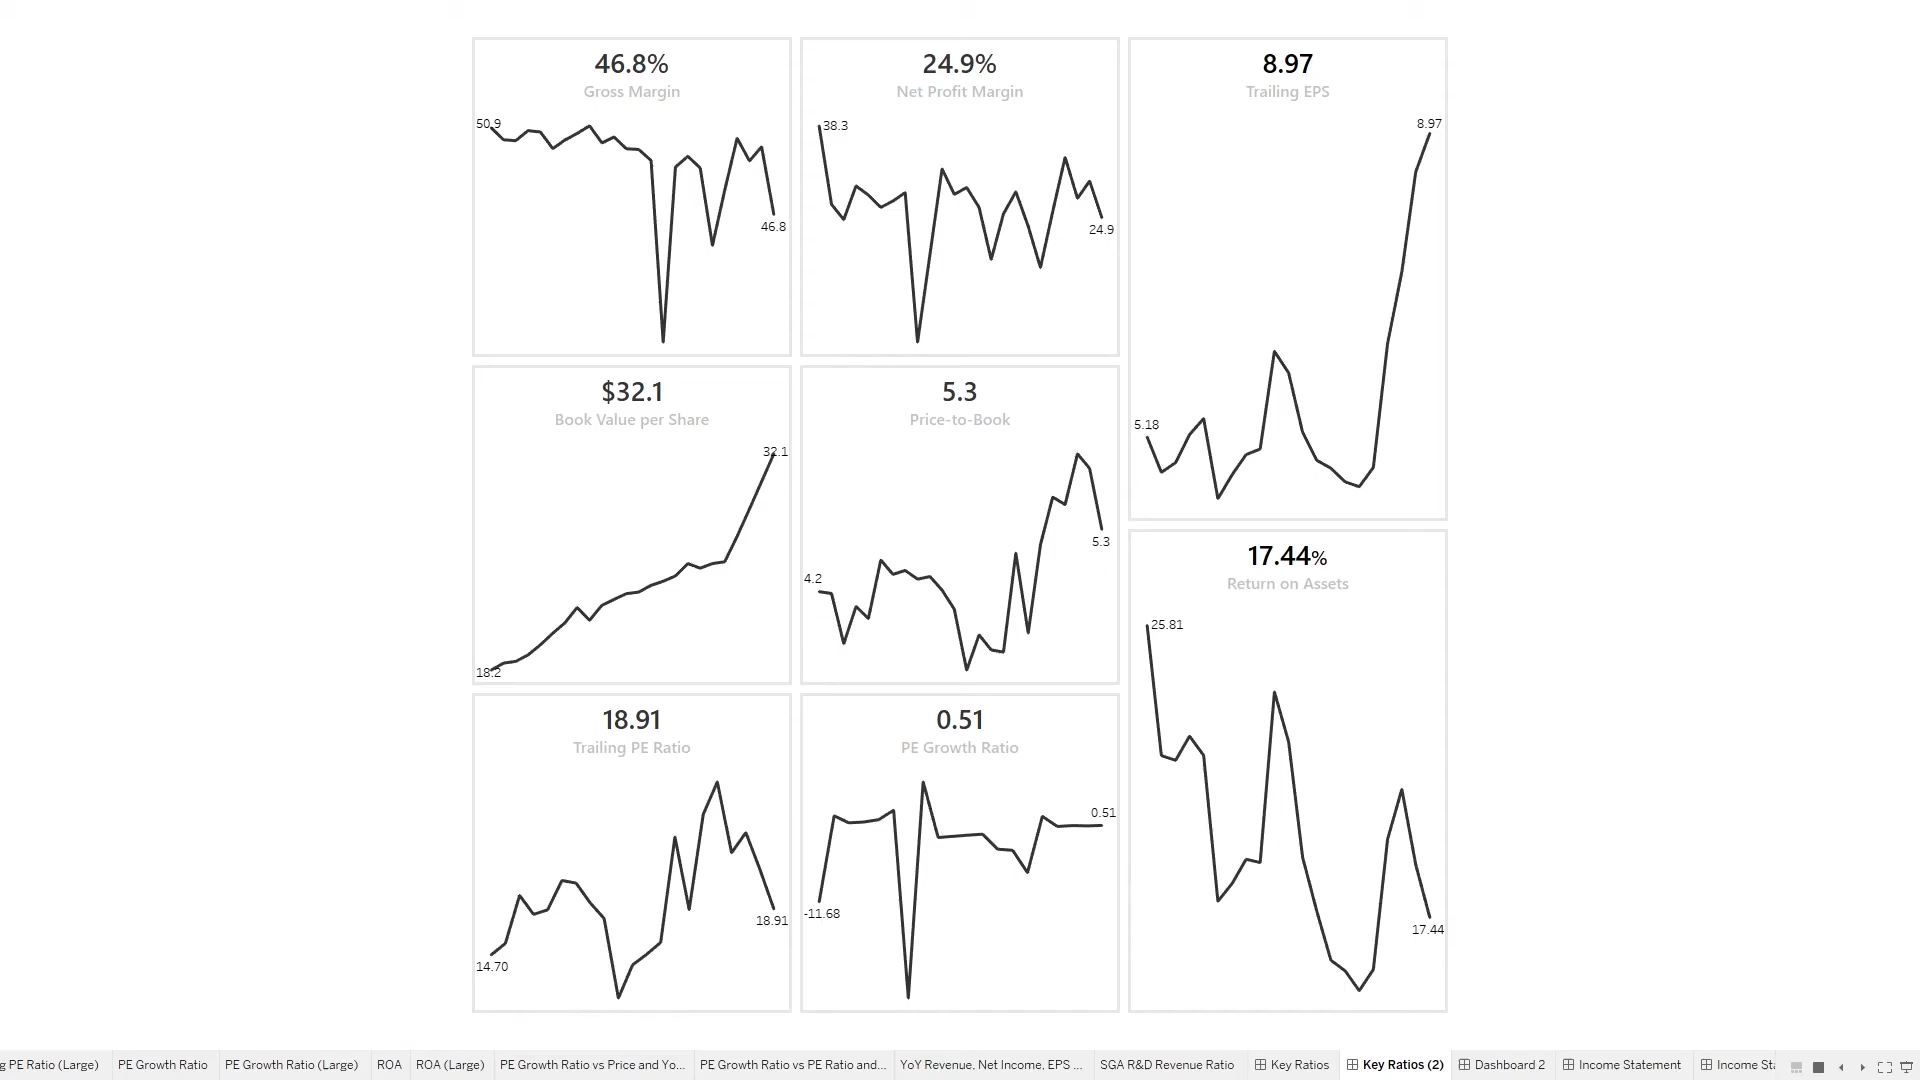 46.8%
Gross Margin
50.9
46.8
24.9%
Net Profit Margin
38.3
24.9
8.97
Trailing EPS
8.97
5.18
$32.1
Book Value per Share
32.1
18.2
5.3
Price-to-Book
4.2
5.3
17.44%
Return on Assets
25.81
17.44
18.91
Trailing PE Ratio
14.70
18.91
0.51
PE Growth Ratio
0.51
-11.68
g PE Ratio (Large) PE Growth Ratio PE Growth Ratio (Large) ROA ROA (Large) PE Growth Ratio vs Price and Yo... PE Growth Ratio vs PE Ratio and... YoY Revenue, Net Income, EPS ... SGA R&D Revenue Ratio Key Ratios Key Ratios (2) Dashboard 2 Income Statement Income Sta